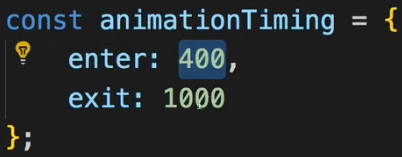 const animationTiming = {
enter: 400,
exit: 1000
};